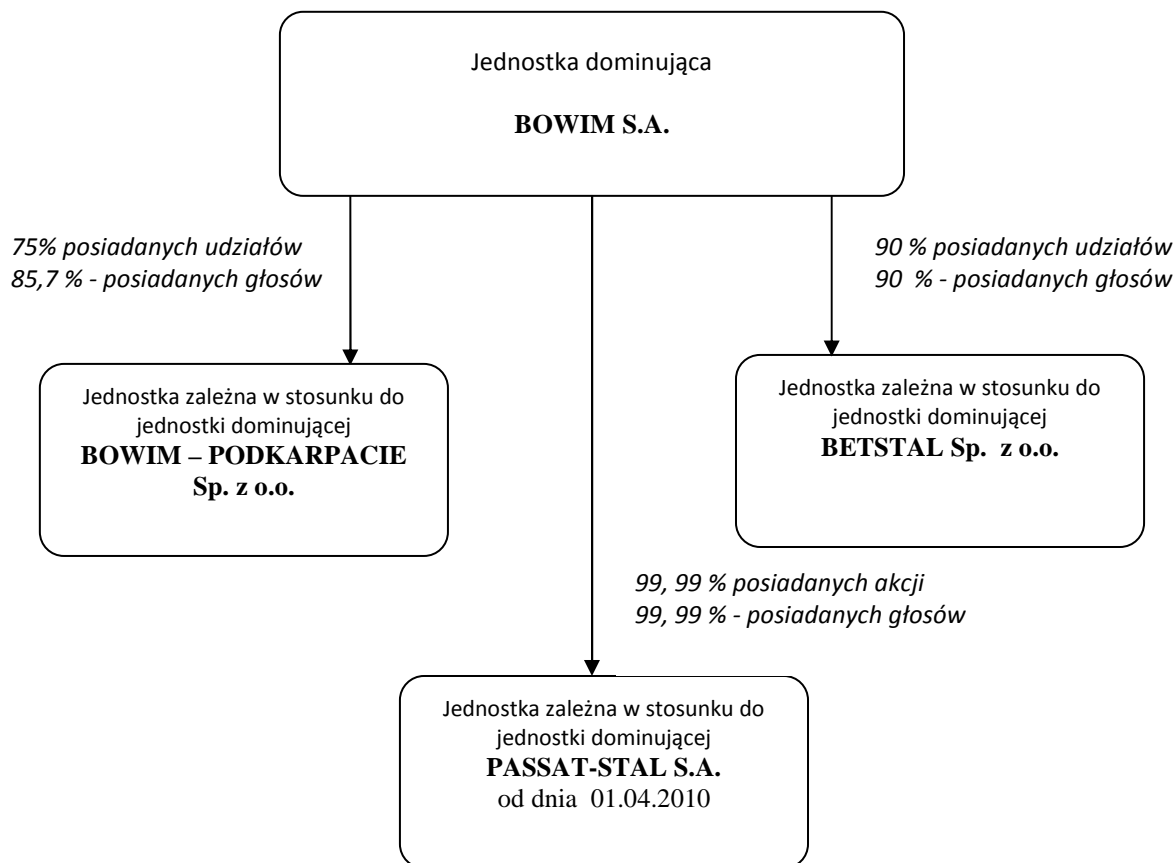 Jednostka dominująca
BOWIM S.A.
75% posiadanych udziałów
85,7 % - posiadanych głosów
90 % posiadanych udziałów
90 % - posiadanych głosów
Jednostka zależna w stosunku do
jednostki dominującej
BOWIM – PODKARPACIE
Sp. z o.o.
Jednostka zależna w stosunku do
jednostki dominującej
BETSTAL Sp. z o.o.
99, 99 % posiadanych akcji
99, 99 % - posiadanych głosów
Jednostka zależna w stosunku do
jednostki dominującej
PASSAT-STAL S.A.
od dnia 01.04.2010